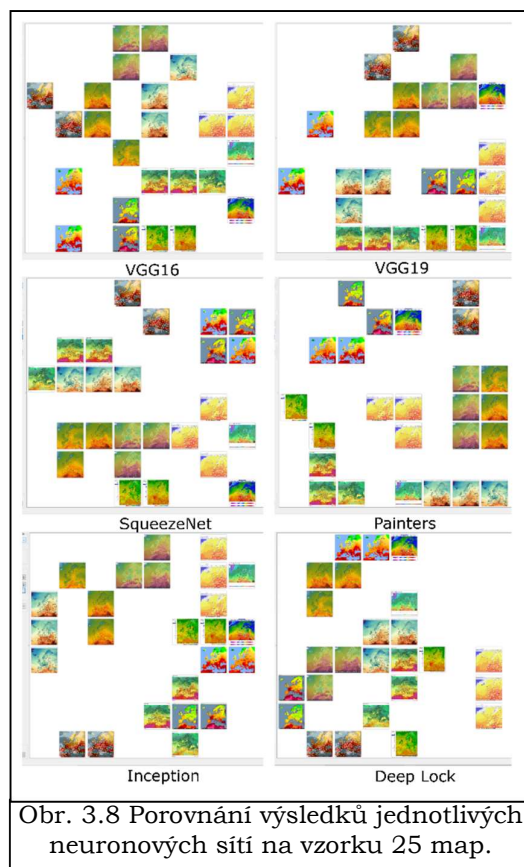 VGG16
VGG19
SqueezeNet
Painters
Inception
Deep Lock
Obr. 3.8 Porovnání výsledků jednotlivých
neuronových sítí na vzorku 25 map.